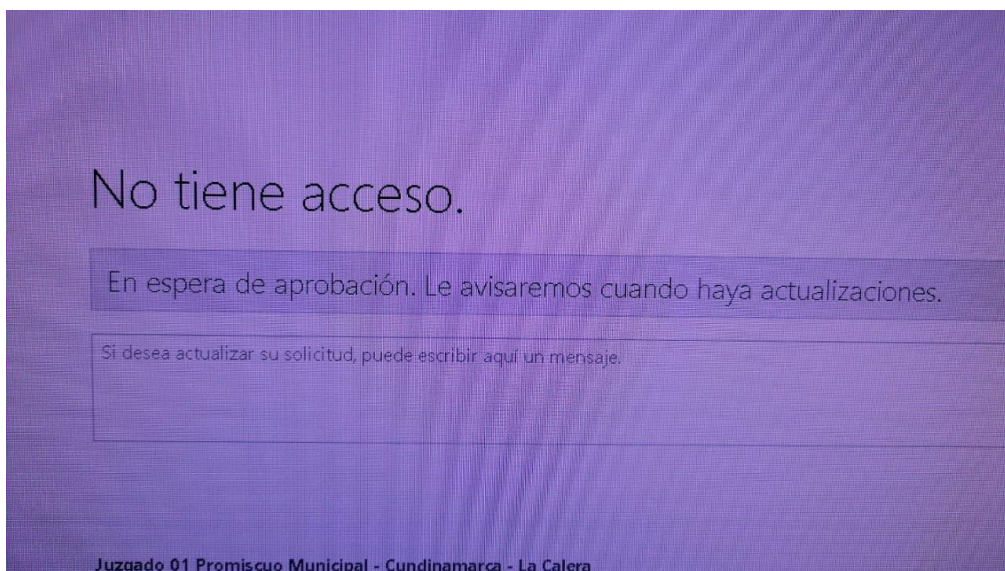 No tiene acceso.
En espera de aprobación. Le avisaremos cuando haya actualizaciones.
Si desea actualizar su solicitud, puede escribir aquí un mensaje.
Juzgado 01 Promiscuo Municipal - Cundinamarca - La Calera